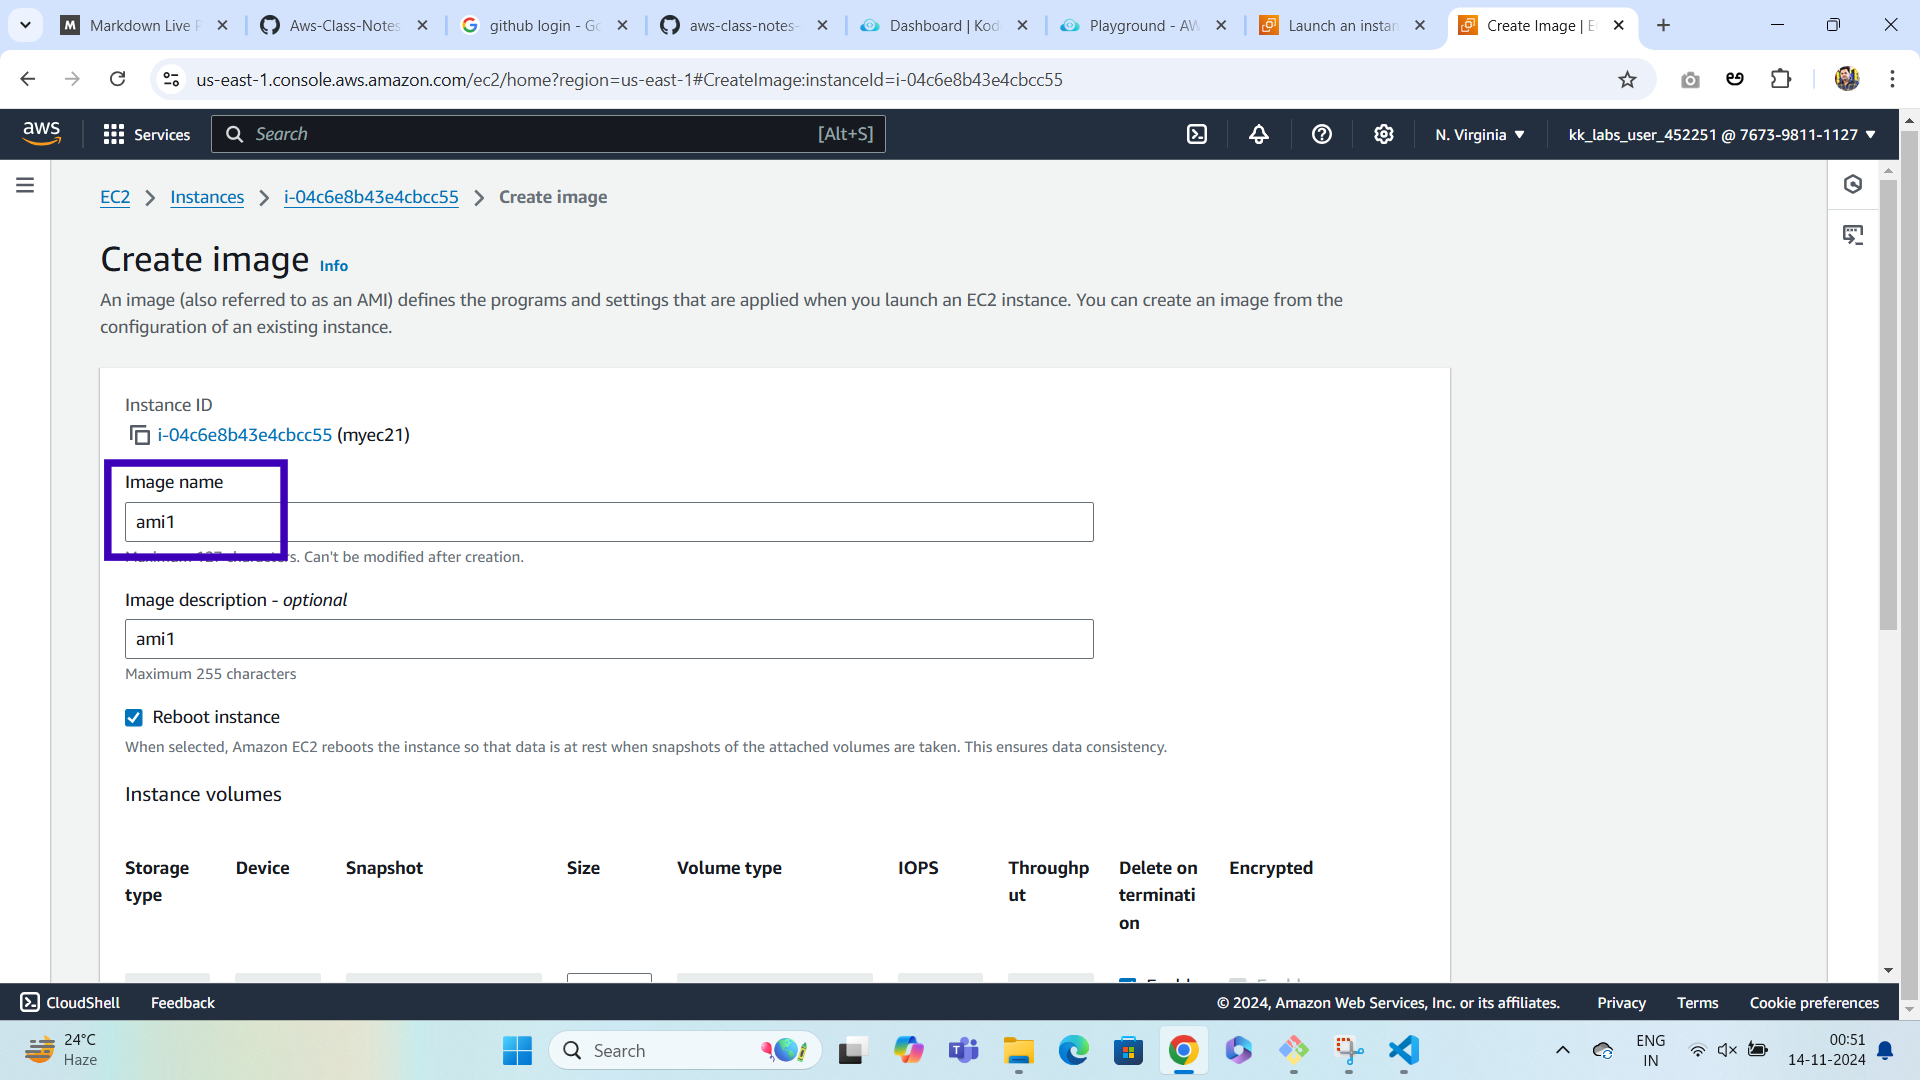 Markdown Live P
Aws-Class-Notes
github login - Go
aws-class-notes-
Dashboard | Kod
Playground - AW
Launch an instan
Create Image | E
us-east-1.console.aws.amazon.com/ec2/home?region=us-east-1#CreateImage:instanceId=i-04c6e8b43e4cbcc55
aws
Services
Search
[Alt+S]
N. Virginia
kk_labs_user_452251 @ 7673-9811-1127
EC2
Instances
i-04c6e8b43e4cbcc55
Create image
Create image Info
An image (also referred to as an AMI) defines the programs and settings that are applied when you launch an EC2 instance. You can create an image from the
configuration of an existing instance.
Instance ID
i-04c6e8b43e4cbcc55 (myec21)
Image name
ami1
Maximum 127 characters. Can't be modified after creation.
Image description - optional
ami1
Maximum 255 characters
Reboot instance
When selected, Amazon EC2 reboots the instance so that data is at rest when snapshots of the attached volumes are taken. This ensures data consistency.
Instance volumes
Storage type
Device
Snapshot
Size
Volume type
IOPS
Throughput
Delete on termination
Encrypted
CloudShell
Feedback
© 2024, Amazon Web Services, Inc. or its affiliates.
Privacy
Terms
Cookie preferences
24°C
Haze
Search
ENG
IN
00:51
14-11-2024